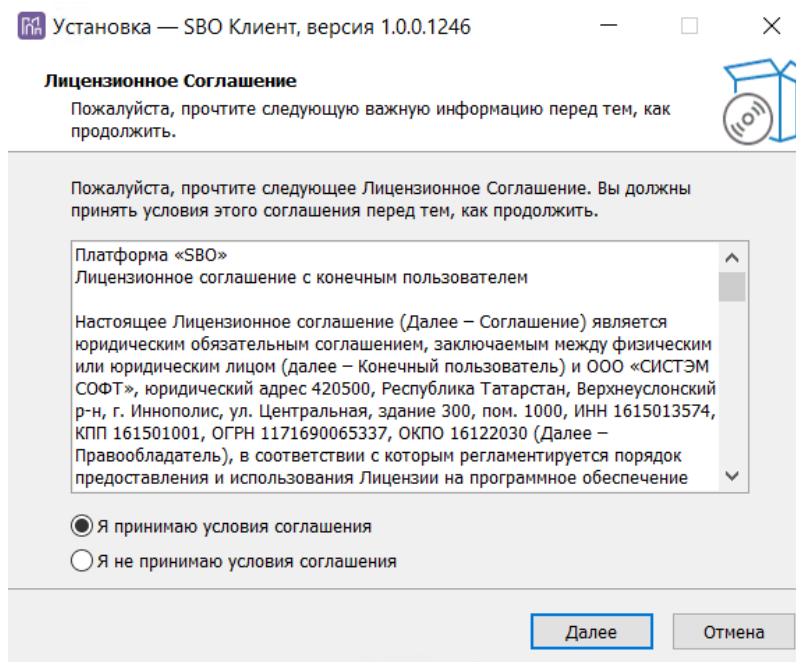 Установка — SBO Клиент, версия 1.0.0.1246
Лицензионное Соглашение
Пожалуйста, прочтите следующую важную информацию перед тем, как
продолжить.
Пожалуйста, прочтите следующее Лицензионное Соглашение. Вы должны
принять условия этого соглашения перед тем, как продолжить.
Платформа «SBO»
Лицензионное соглашение с конечным пользователем
Настоящее Лицензионное соглашение (Далее – Соглашение) является
юридическим обязательным соглашением, заключаемым между физическим
или юридическим лицом (далее – Конечный пользователь) и ООО «СИСТЭМ
СОФТ», юридический адрес 420500, Республика Татарстан, Верхнеуслонский
р-н, г. Иннополис, ул. Центральная, здание 300, пом. 1000, ИНН 1615013574,
КПП 161501001, ОГРН 1171690065337, ОКПО 16122030 (Далее –
Правообладатель), в соответствии с которым регламентируется порядок
предоставления и использования Лицензии на программное обеспечение
Я принимаю условия соглашения
Я не принимаю условия соглашения
Далее
Отмена